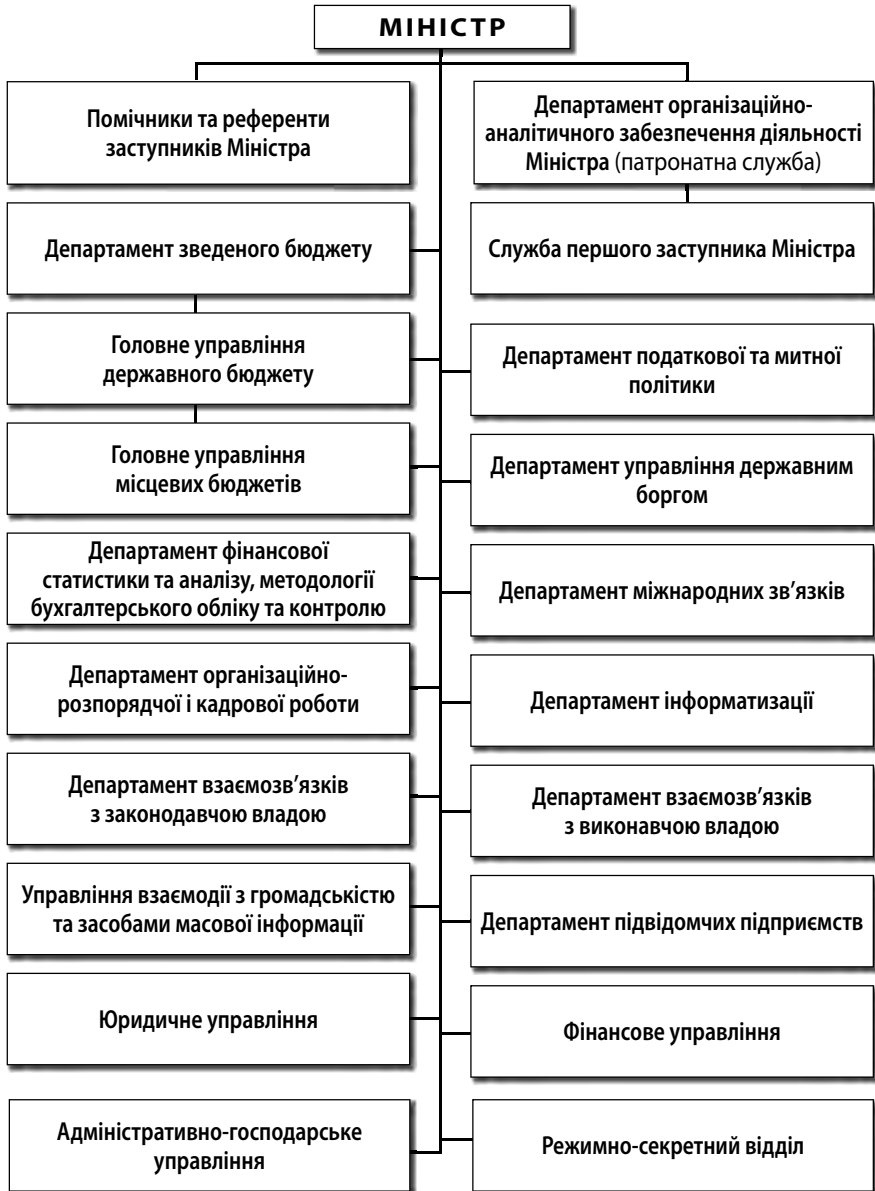 МІНІСТР
Помічники та референти
заступників Міністра
Департамент організаційно-
аналітичного забезпечення діяльності
Міністра (патронатна служба)
Департамент зведеного бюджету
Служба першого заступника Міністра
Головне управління
державного бюджету
Департамент податкової та митної
політики
Головне управління
місцевих бюджетів
Департамент управління державним
боргом
Департамент фінансової
статистики та аналізу, методології
бухгалтерського обліку та контролю
Департамент міжнародних зв'язків
Департамент організаційно-
розпорядчої і кадрової роботи
Департамент інформатизації
Департамент взаємозв'язків
з законодавчою владою
Департамент взаємозв'язків
з виконавчою владою
Управління взаємодії з громадськістю
та засобами масової інформації
Департамент підвідомчих підприємств
Юридичне управління
Фінансове управління
Адміністративно-господарське
управління
Режимно-секретний відділ